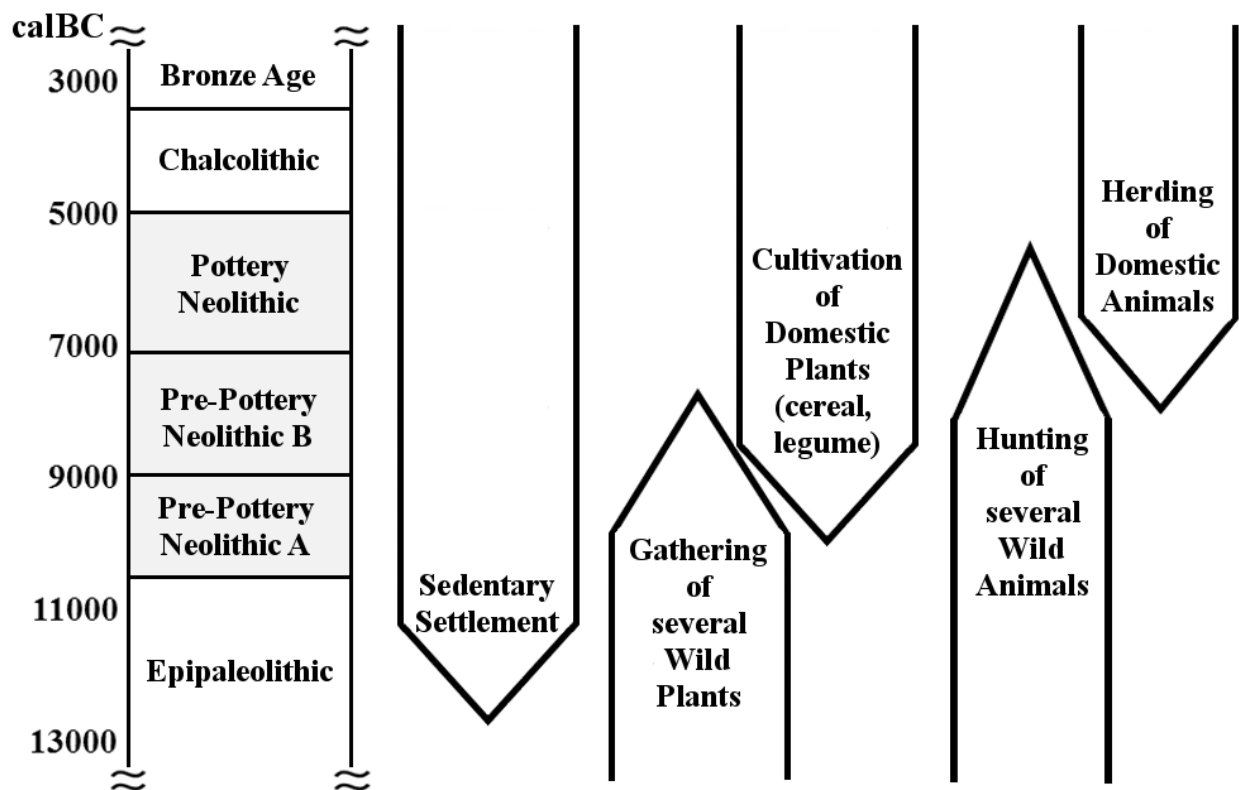 calBC
3000
5000
7000
9000
11000
13000
Bronze Age
Chalcolithic
Pottery
Neolithic
Pre-Pottery
Neolithic B
Pre-Pottery
Neolithic A
Epipaleolithic
Sedentary
Settlement
Gathering
of
several
Wild
Plants
Cultivation
of
Domestic
Plants
(cereal,
legume)
Hunting
of
several
Wild
Animals
Herding
of
Domestic
Animals